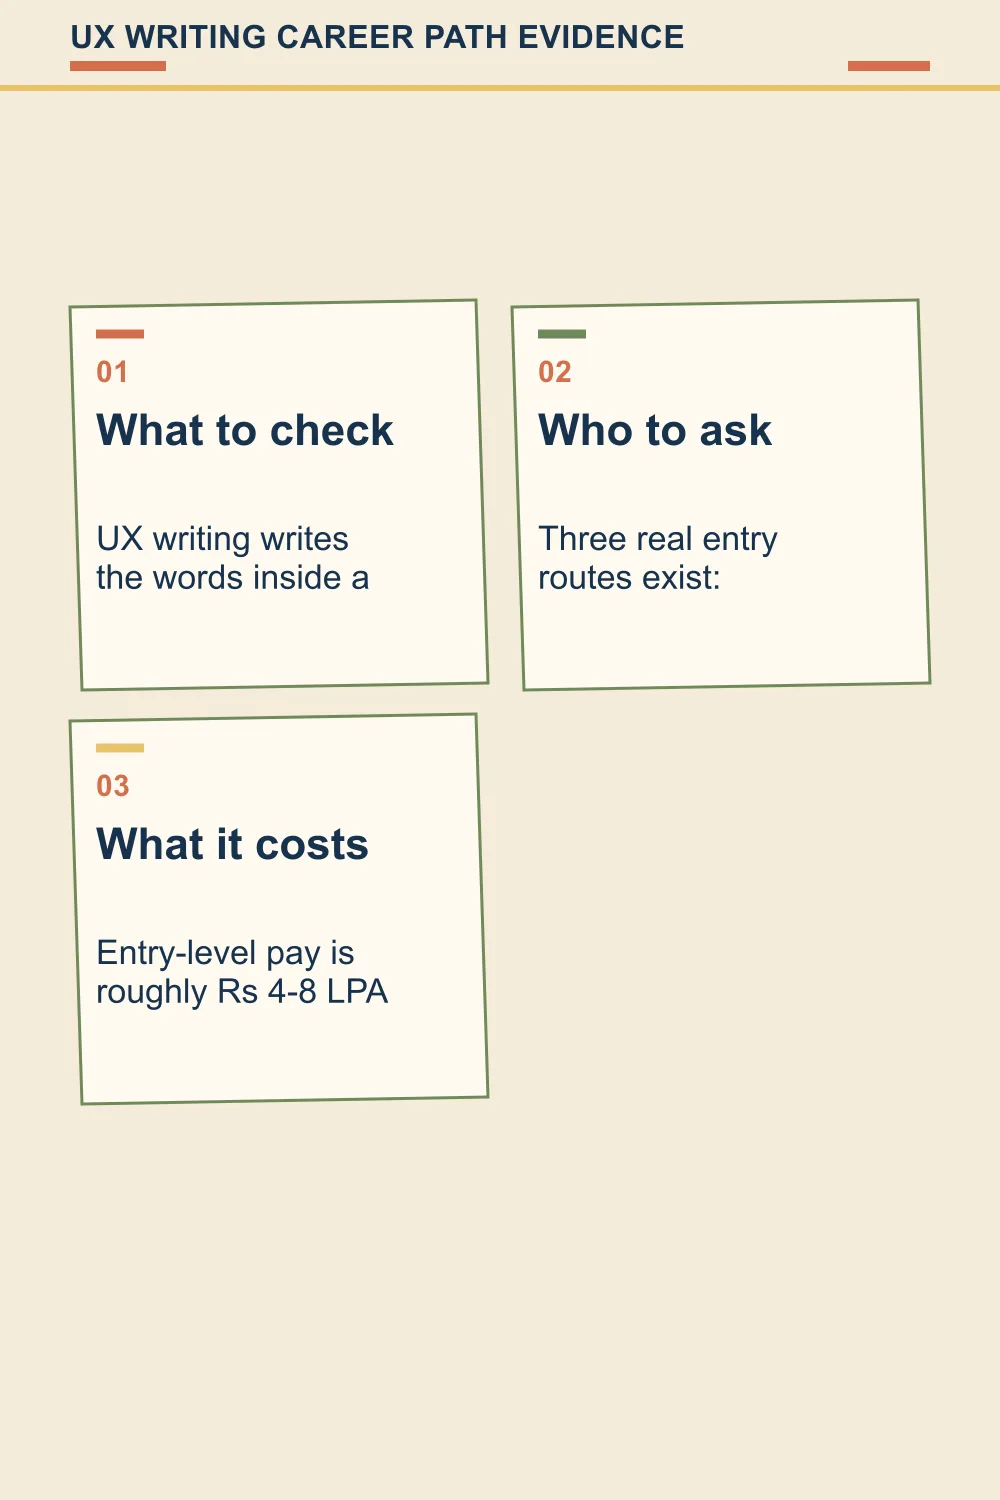 UX WRITING CAREER PATH EVIDENCE
01
What to check
UX writing writes
the words inside a
02
Who to ask
Three real entry
routes exist:
03
What it costs
Entry-level pay is
roughly Rs 4-8 LPA